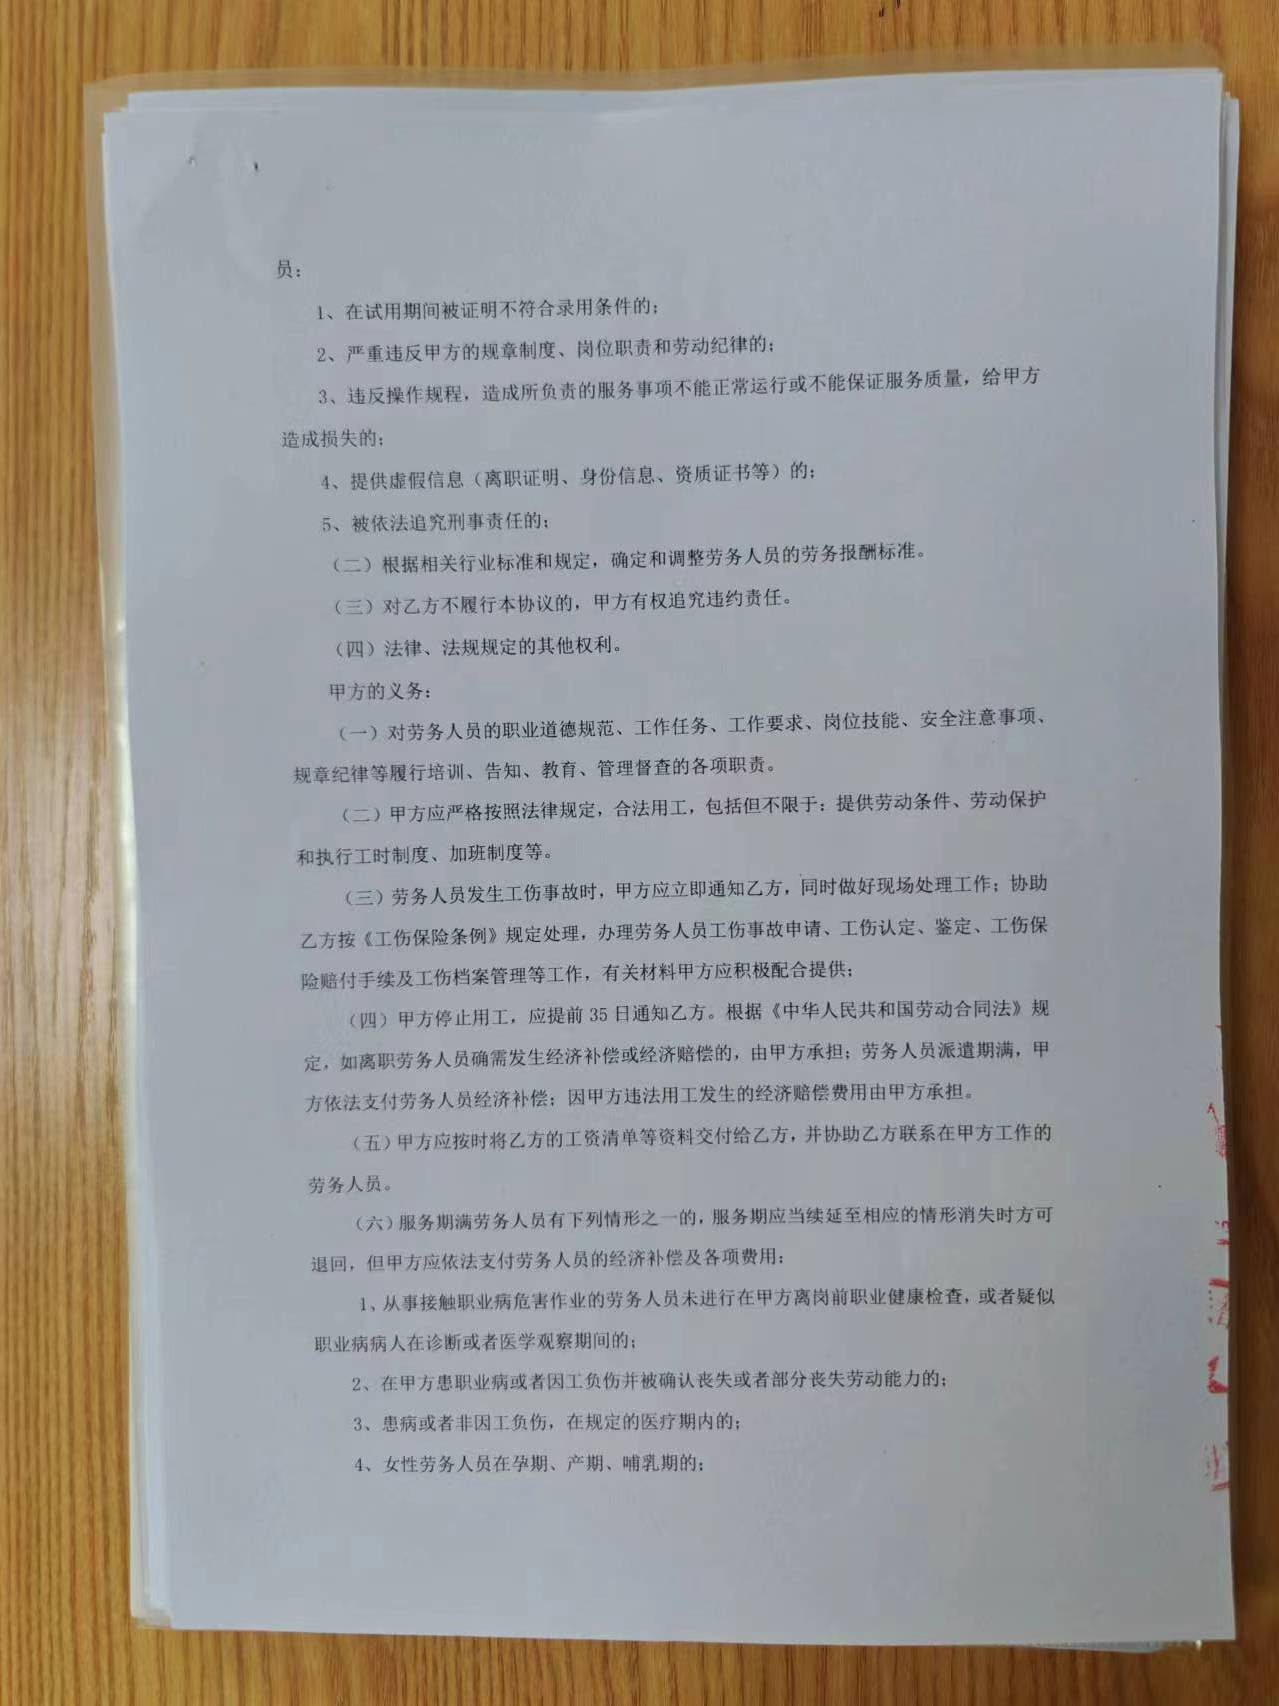 员：
1、在试用期间被证明不符合录用条件的；
2、严重违反甲方的规章制度、岗位职责和劳动纪律的；
3、违反操作规程，造成所负责的服务事项不能正常运行或不能保证服务质量，给甲方
造成损失的；
4、提供虚假信息（离职证明、身份信息、资质证书等）的；
5、被依法追究刑事责任的；
（二）根据相关行业标准和规定，确定和调整劳务人员的劳务报酬标准。
（三）对乙方不履行本协议的，甲方有权追究违约责任。
（四）法律、法规规定的其他权利。
甲方的义务：
（一）对劳务人员的职业道德规范、工作任务、工作要求、岗位技能、安全注意事项、
规章纪律等履行培训、告知、教育、管理督查的各项职责。
（二）甲方应严格按照法律规定，合法用工，包括但不限于：提供劳动条件、劳动保护
和执行工时制度、加班制度等。
（三）劳务人员发生工伤事故时，甲方应立即通知乙方，同时做好现场处理工作；协助
乙方按《工伤保险条例》规定处理，办理劳务人员工伤事故申请、工伤认定、鉴定、工伤保
险赔付手续及工伤档案管理等工作，有关材料甲方应积极配合提供；
（四）甲方停止用工，应提前 35 日通知乙方。根据《中华人民共和国劳动合同法》规
定，如离职劳务人员确需发生经济补偿或经济赔偿的，由甲方承担；劳务人员派遣期满，甲
方依法支付劳务人员经济补偿；因甲方违法用工发生的经济赔偿费用由甲方承担。
（五）甲方应按时将乙方的工资清单等资料交付给乙方，并协助乙方联系在甲方工作的
劳务人员。
（六）服务期满劳务人员有下列情形之一的，服务期应当续延至相应的情形消失时方可
退回，但甲方应依法支付劳务人员的经济补偿及各项费用：
1、从事接触职业病危害作业的劳务人员未进行在甲方离岗前职业健康检查，或者疑似
职业病病人在诊断或者医学观察期间的；
2、在甲方患职业病或者因工负伤并被确认丧失或者部分丧失劳动能力的；
3、患病或者非因工负伤，在规定的医疗期内的；
4、女性劳务人员在孕期、产期、哺乳期的；